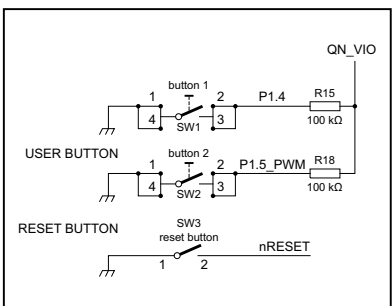 QN_VIO
button 1
1 2 P1.4 R15
4 3
SW1 100 kΩ
USER BUTTON
button 2
1 2 P1.5_PWM R18
4 3
SW2 100 kΩ
RESET BUTTON
SW3
reset button
nRESET
1 2